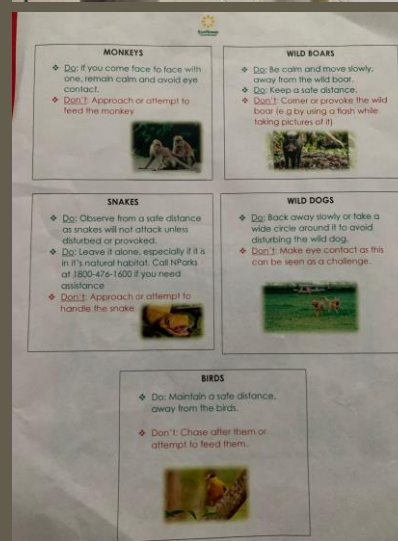 Sunflower
MONKEYS
❖ Do: If you come face to face with
one, remain calm and avoid eye
contact.
❖ Don't: Approach or attempt to
feed the monkey
WILD BOARS
❖ Do: Be calm and move slowly,
away from the wild boar.
❖ Do: Keep a safe distance.
❖ Don't: Corner or provoke the wild
boar (e.g by using a flash while
taking pictures of it)
SNAKES
❖ Do: Observe from a safe distance
as snakes will not attack unless
disturbed or provoked.
❖ Do: Leave it alone, especially if it is
in it's natural habitat. Call NParks
at 1800-476-1600 if you need
assistance
❖ Don't: Approach or attempt to
handle the snake
WILD DOGS
❖ Do: Back away slowly or take a
wide circle around it to avoid
disturbing the wild dog.
❖ Don't: Make eye contact as this
can be seen as a challenge.
BIRDS
❖ Do: Maintain a safe distance,
away from the birds.
❖ Don't: Chase after them or
attempt to feed them.